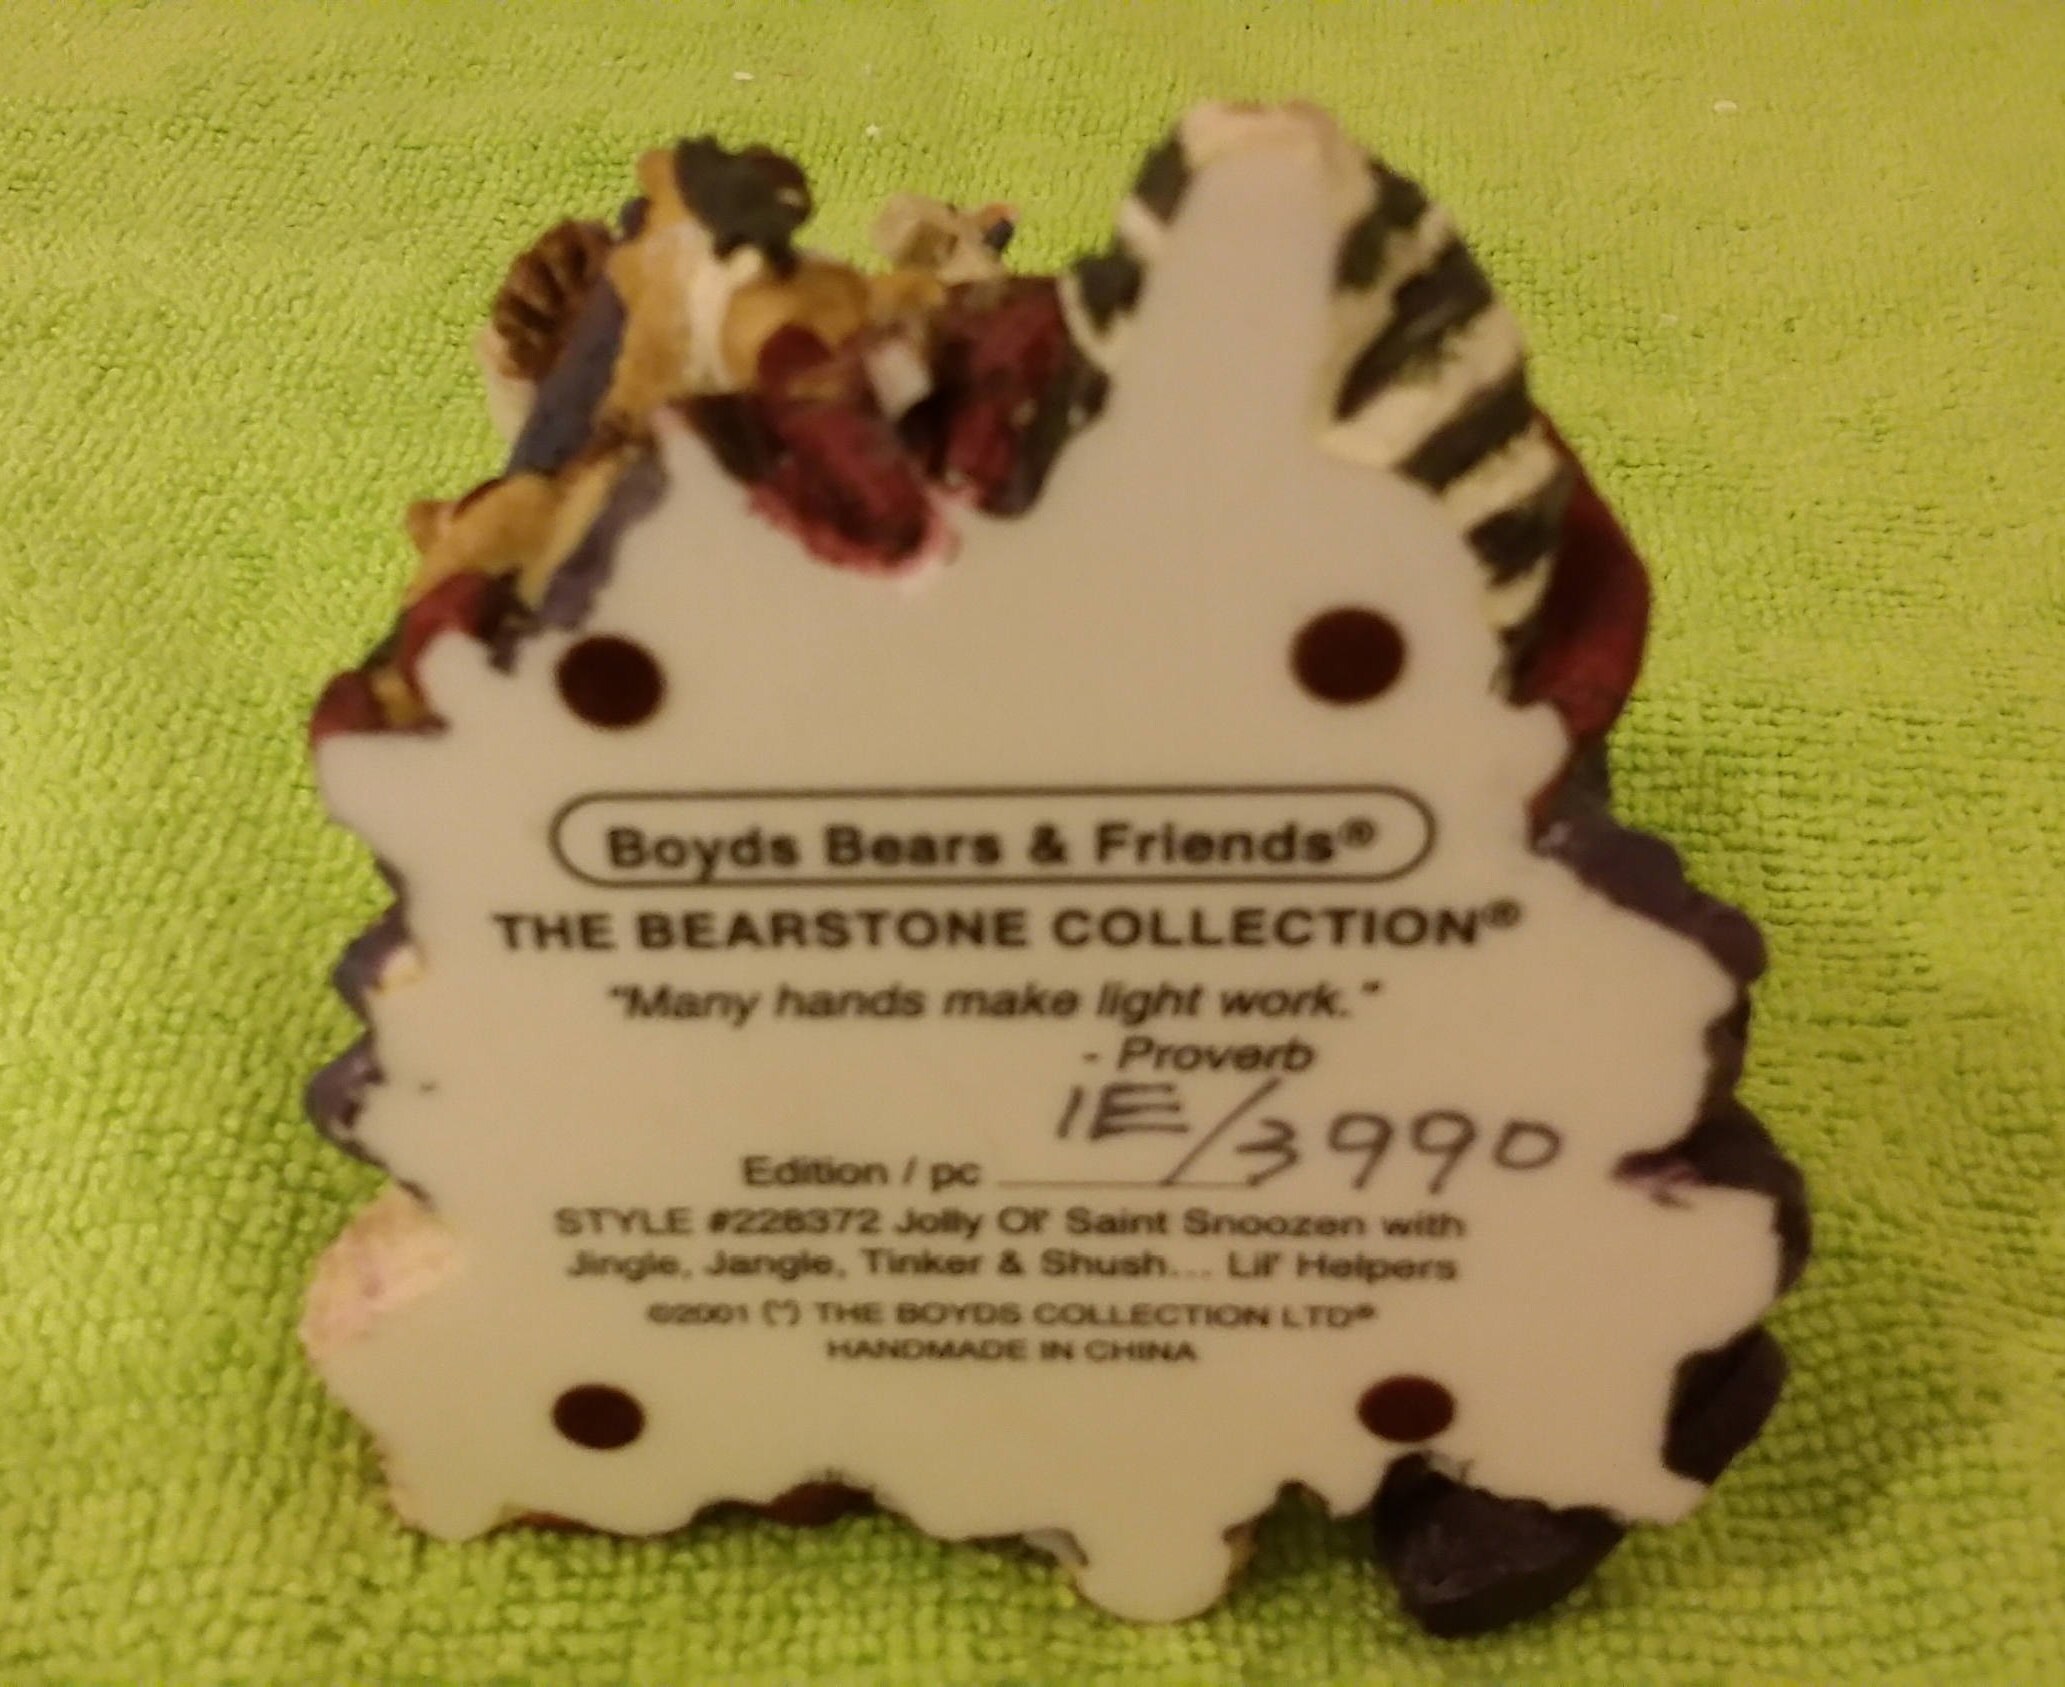 Boyds Bears & Friends®
THE BEARSTONE COLLECTION®
"Many hands make light work."
- Proverb
1E/3990
Edition / pc
STYLE #228372 Jolly Ol' Saint Snoozen with
Jingle, Jangle, Tinker & Shush... Lil' Helpers
©2001 (") THE BOYDS COLLECTION LTD®
HANDMADE IN CHINA